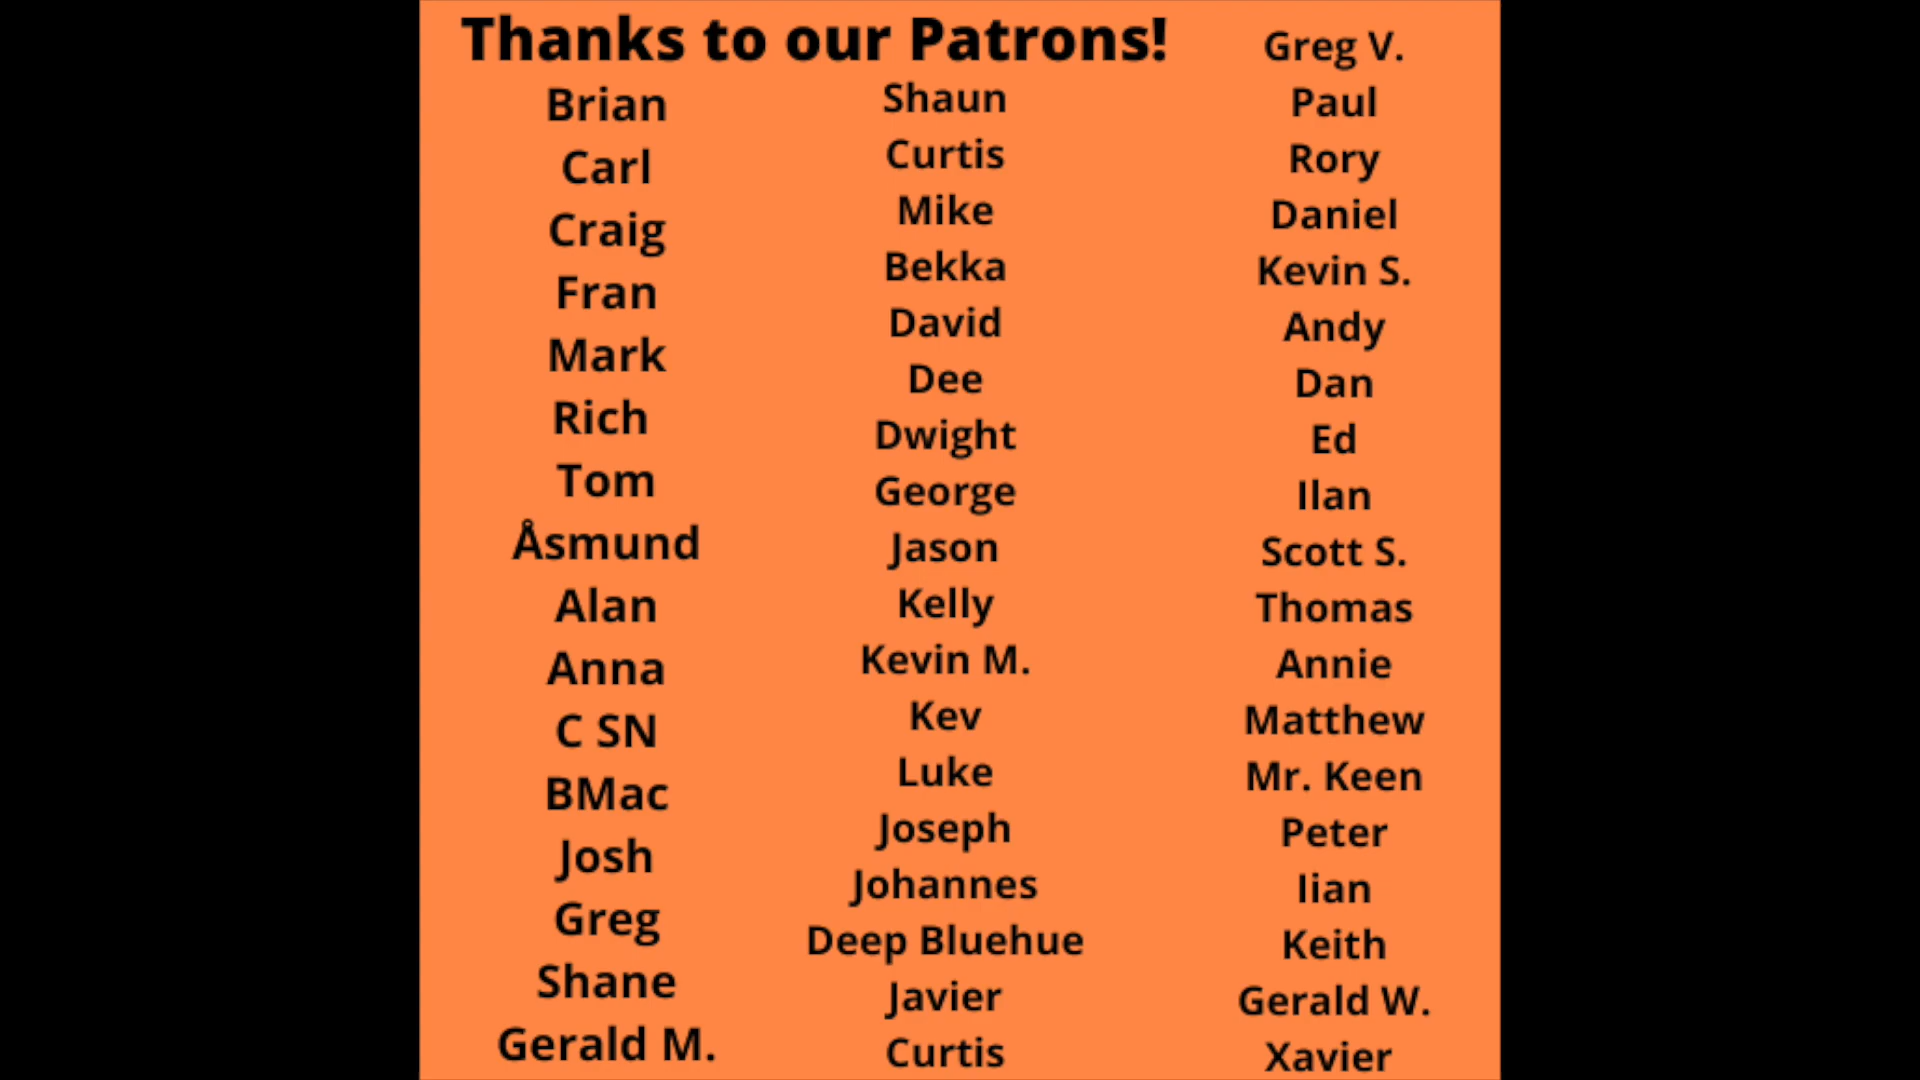 Thanks to our Patrons!
Brian
Carl
Craig
Fran
Mark
Rich
Tom
Åsmund
Alan
Anna
C SN
BMac
Josh
Greg
Shane
Gerald M.
Shaun
Curtis
Mike
Bekka
David
Dee
Dwight
George
Jason
Kelly
Kevin M.
Kev
Luke
Joseph
Johannes
Deep Bluehue
Javier
Curtis
Greg V.
Paul
Rory
Daniel
Kevin S.
Andy
Dan
Ed
Ilan
Scott S.
Thomas
Annie
Matthew
Mr. Keen
Peter
Iian
Keith
Gerald W.
Xavier